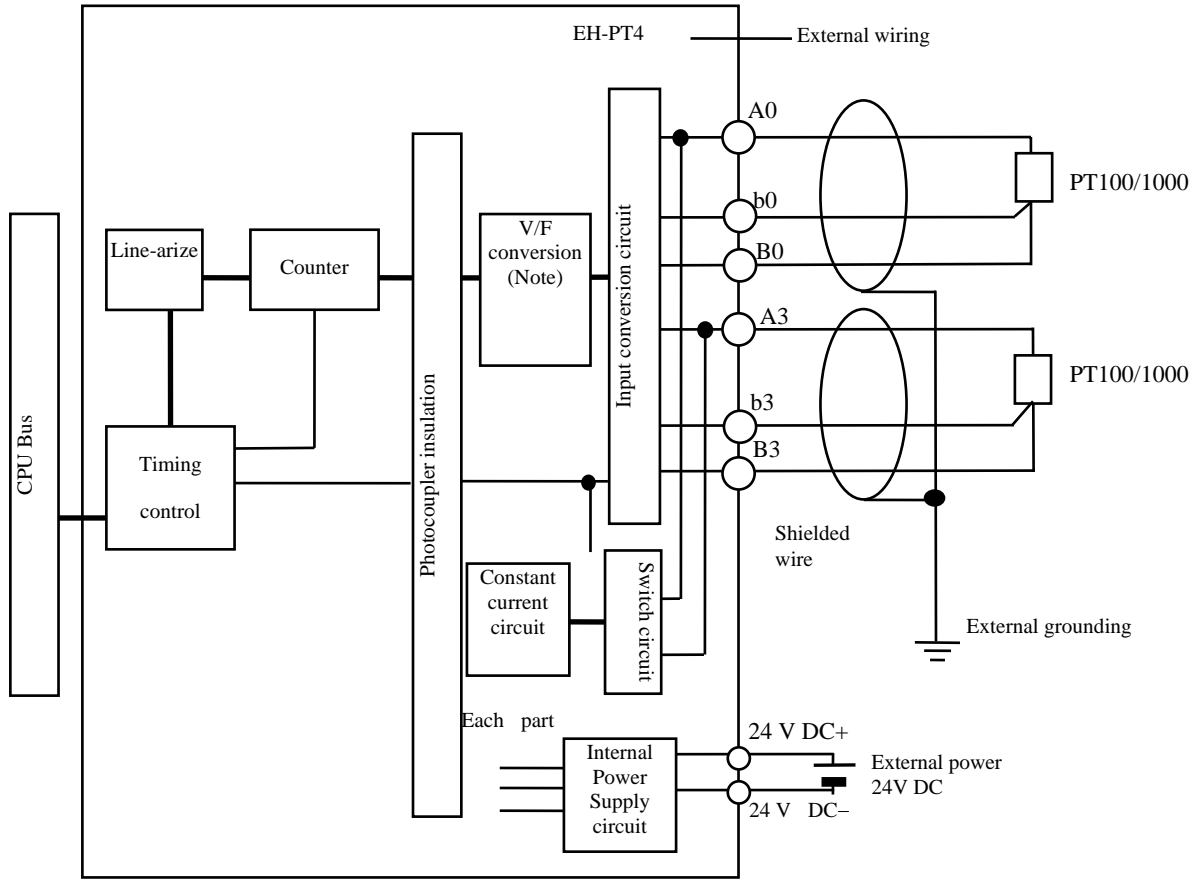 EH-PT4
External wiring
A0
PT100/1000
b0
B0
A3
PT100/1000
b3
B3
Line-arize
Counter
V/F
conversion
(Note)
Input conversion circuit
CPU Bus
Timing
control
Photocoupler insulation
Constant
current
circuit
Switch circuit
Shielded
wire
External grounding
Each part
Internal
Power
Supply
circuit
24 V DC+
External power
24V DC
24 V DC−